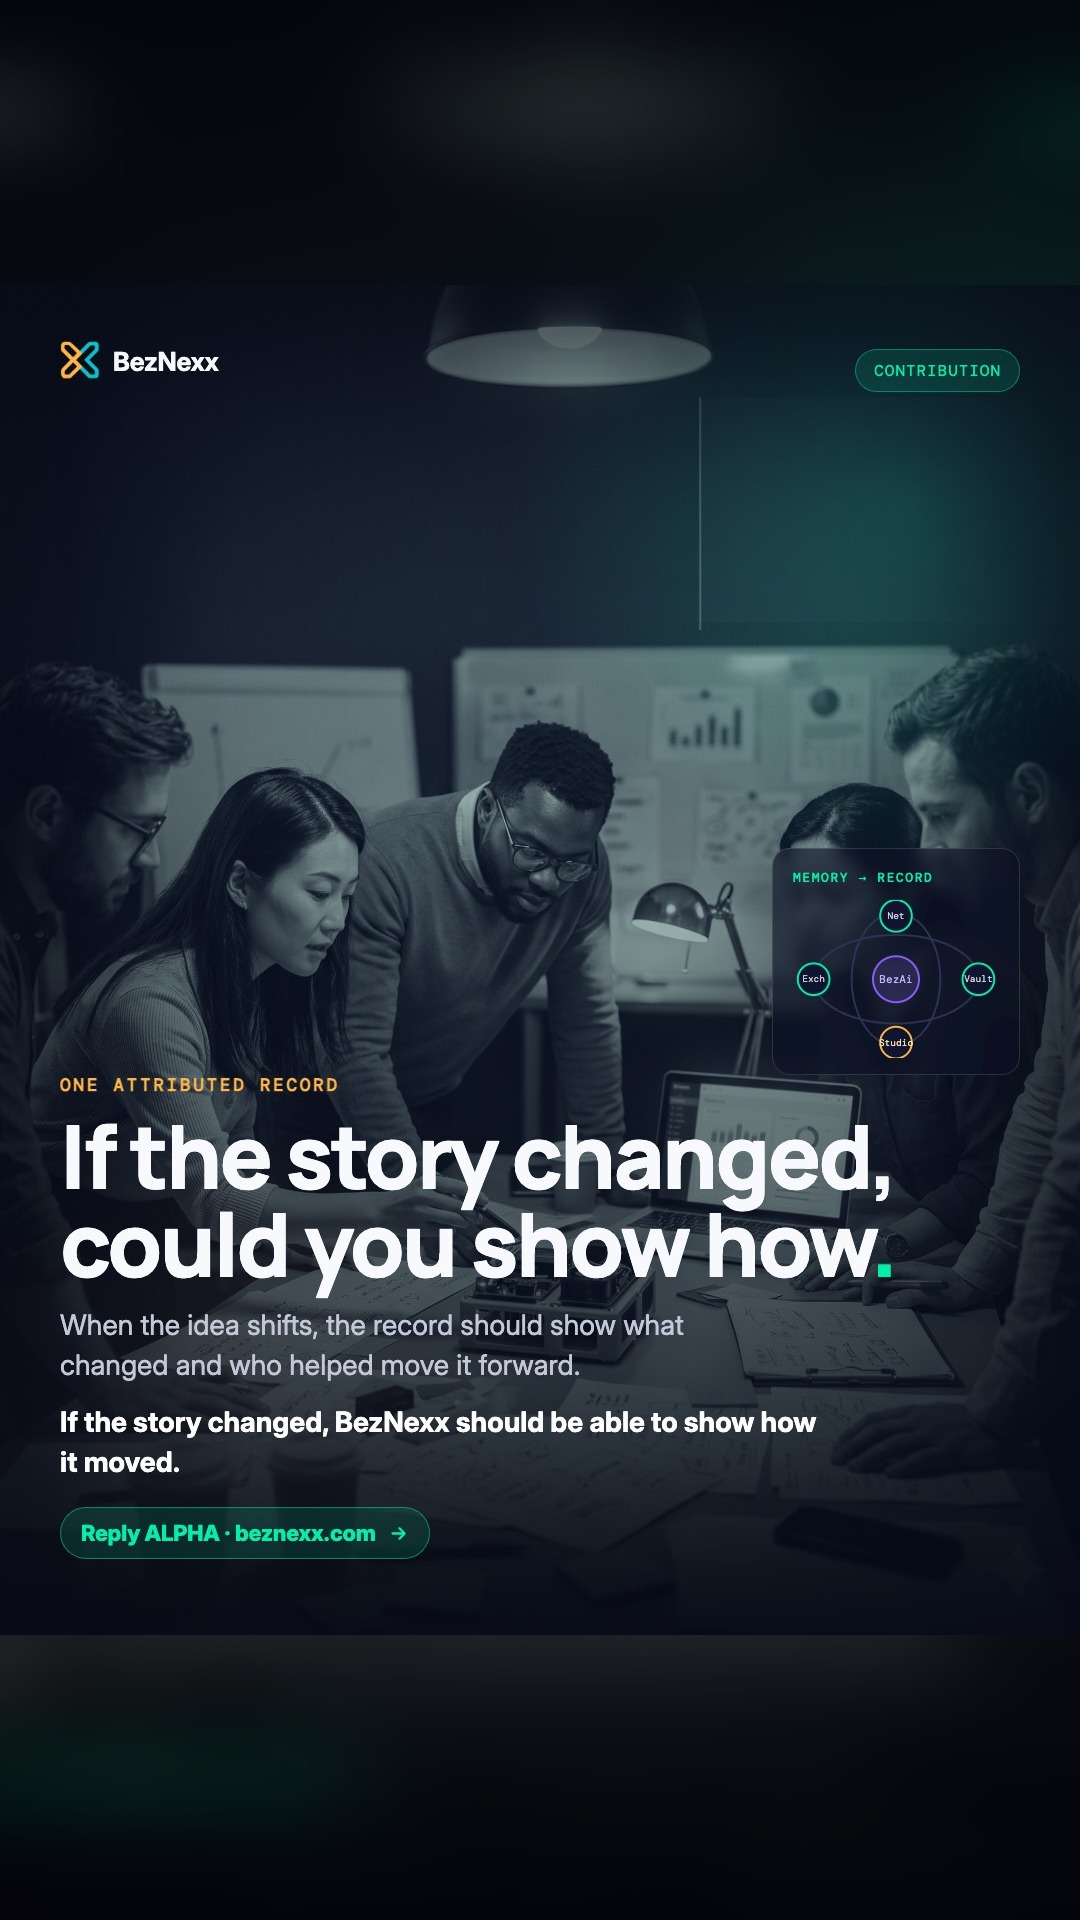 BezNexx
CONTRIBUTION
MEMORY → RECORD
Net
Exch
BezAi
Vault
Studio
ONE ATTRIBUTED RECORD
If the story changed,
could you show how.
When the idea shifts, the record should show what
changed and who helped move it forward.
If the story changed, BezNexx should be able to show how
it moved.
Reply ALPHA · beznexx.com →